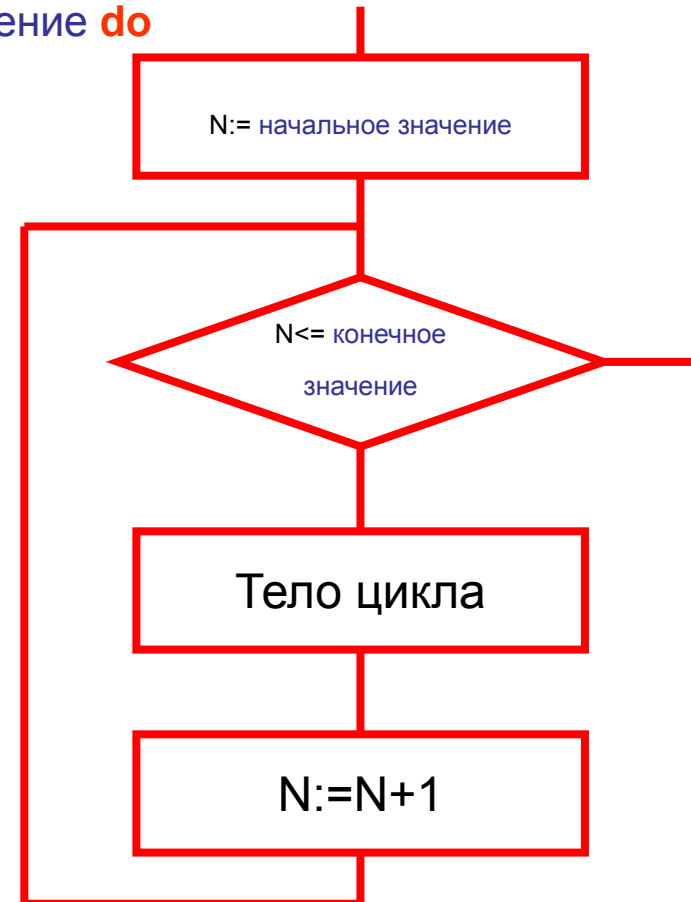 ение do
N:= начальное значение
N<= конечное
значение
Тело цикла
N:=N+1